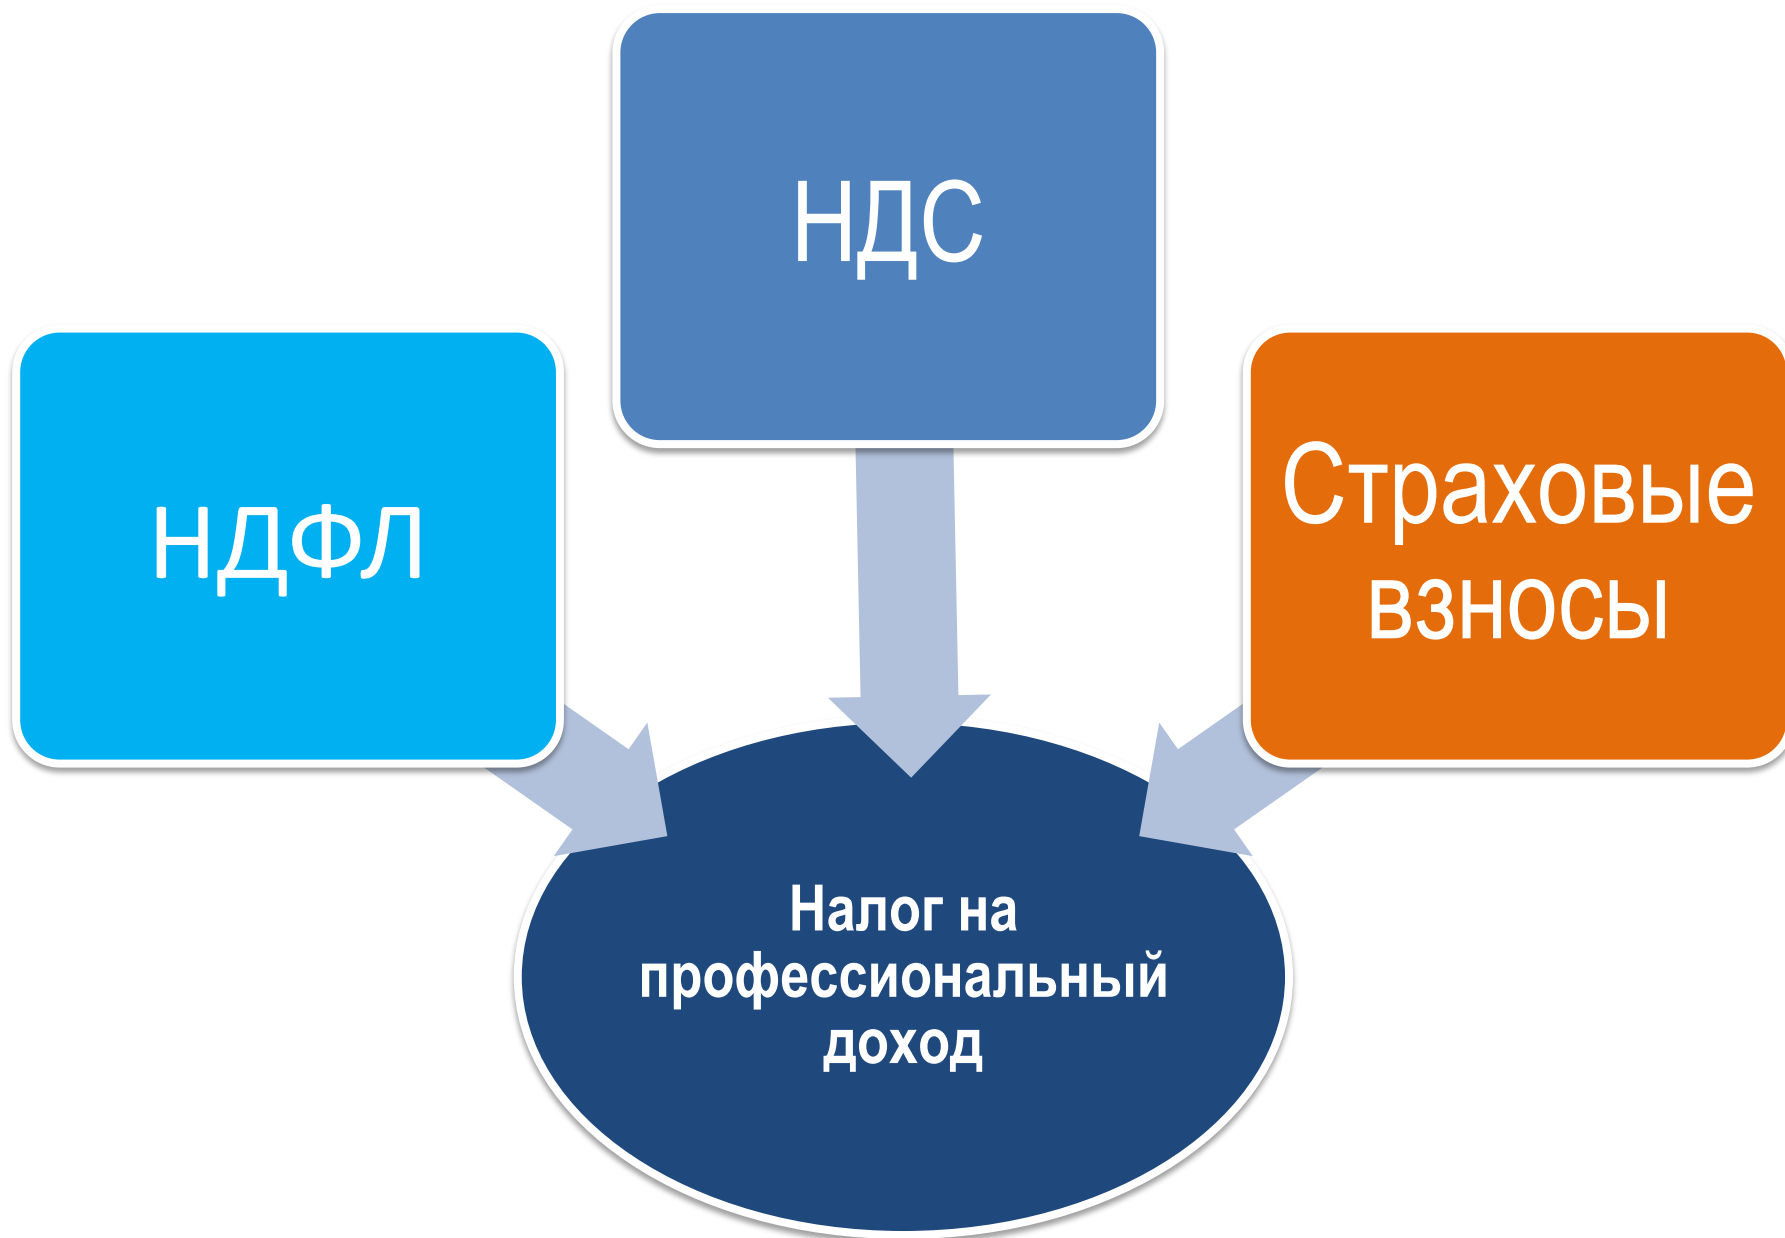 НДС
НДФЛ
Страховые
взносы
Налог на
профессиональный
доход